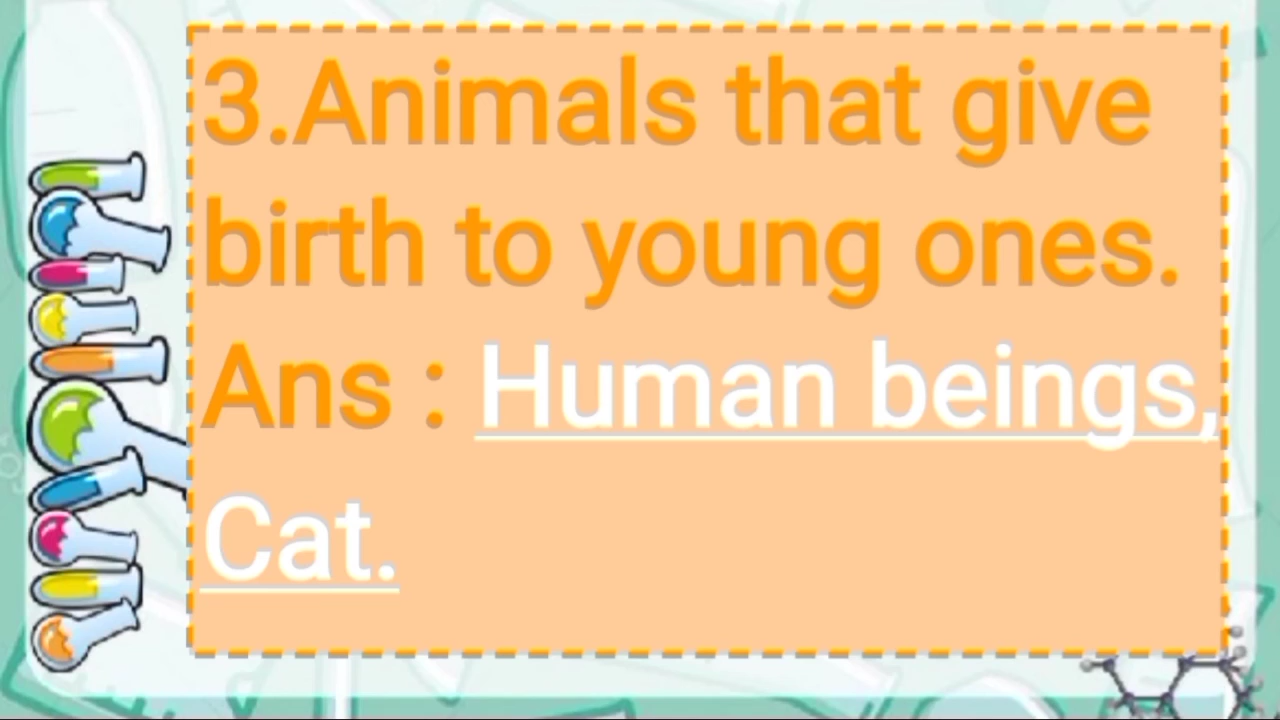 3.Animals that give
birth to young ones.
Ans : Human beings,
Cat.